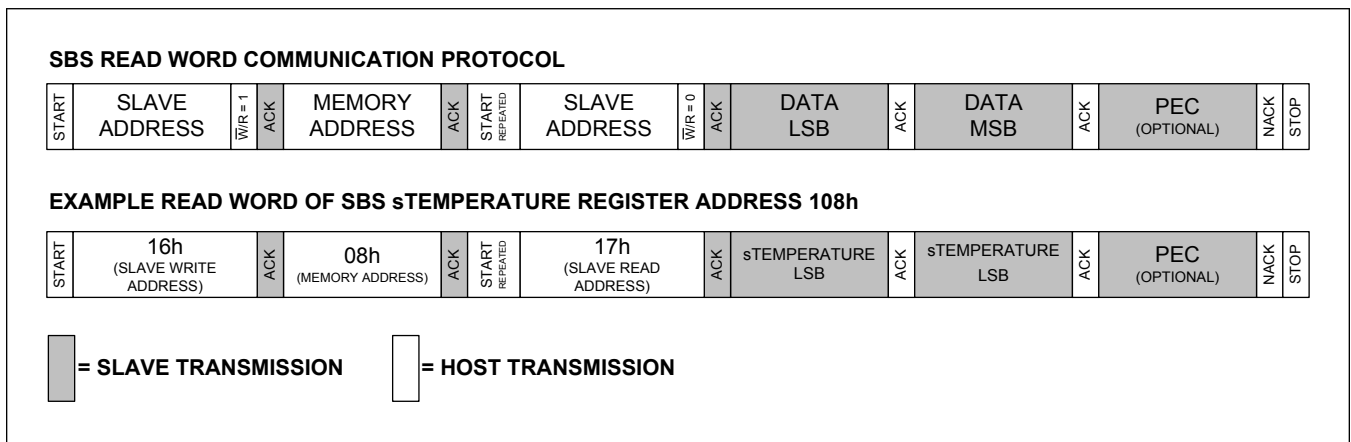 SBS READ WORD COMMUNICATION PROTOCOL
START
SLAVE
ADDRESS
W̅/R = 1
ACK
MEMORY
ADDRESS
ACK
START
REPEATED
SLAVE
ADDRESS
W̅/R = 0
ACK
DATA
LSB
ACK
DATA
MSB
ACK
PEC
(OPTIONAL)
NACK
STOP
EXAMPLE READ WORD OF SBS sTEMPERATURE REGISTER ADDRESS 108h
START
16h
(SLAVE WRITE
ADDRESS)
ACK
08h
(MEMORY ADDRESS)
ACK
START
REPEATED
17h
(SLAVE READ
ADDRESS)
ACK
sTEMPERATURE
LSB
ACK
sTEMPERATURE
LSB
ACK
PEC
(OPTIONAL)
NACK
STOP
= SLAVE TRANSMISSION
= HOST TRANSMISSION